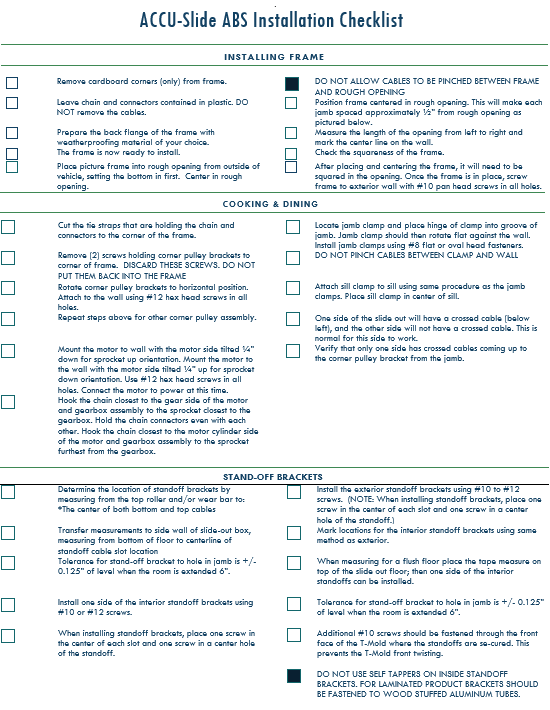 ACCU-Slide ABS Installation Checklist
INSTALLING FRAME
Remove cardboard corners (only) from frame.
Leave chain and connectors contained in plastic. DO
NOT remove the cables.
Prepare the back flange of the frame with
weatherproofing material of your choice.
The frame is now ready to install.
Place picture frame into rough opening from outside of
vehicle, setting the bottom in first.  Center in rough
opening.
DO NOT ALLOW CABLES TO BE PINCHED BETWEEN FRAME
AND ROUGH OPENING
Position frame centered in rough opening. This will make each
jamb spaced approximately ½” from rough opening as
pictured below.
Measure the length of the opening from left to right and
mark the center line on the wall.
Check the squareness of the frame.
After placing and centering the frame, it will need to be
squared in the opening. Once the frame is in place, screw
frame to exterior wall with #10 pan head screws in all holes.
COOKING & DINING
Cut the tie straps that are holding the chain and
connectors to the corner of the frame.
Remove (2) screws holding corner pulley brackets to
corner of frame.  DISCARD THESE SCREWS. DO NOT
PUT THEM BACK INTO THE FRAME
Rotate corner pulley brackets to horizontal position.
Attach to the wall using #12 hex head screws in all
holes.
Repeat steps above for other corner pulley assembly.
Mount the motor to wall with the motor side tilted ¼”
down for sprocket up orientation. Mount the motor to
the wall with the motor side tilted ¼” up for sprocket
down orientation. Use #12 hex head screws in all
holes. Connect the motor to power at this time.
Hook the chain closest to the gear side of the motor
and gearbox assembly to the sprocket closest to the
gearbox. Hold the chain connectors even with each
other. Hook the chain closest to the motor cylinder side
of the motor and gearbox assembly to the sprocket
furthest from the gearbox.
Locate jamb clamp and place hinge of clamp into groove of
jamb. Jamb clamp should then rotate flat against the wall.
Install jamb clamps using #8 flat or oval head fasteners.
DO NOT PINCH CABLES BETWEEN CLAMP AND WALL
Attach sill clamp to sill using same procedure as the jamb
clamps. Place sill clamp in center of sill.
One side of the slide out will have a crossed cable (below
left), and the other side will not have a crossed cable. This is
normal for this side to work.
Verify that only one side has crossed cables coming up to
the corner pulley bracket from the jamb.
STAND-OFF BRACKETS
Determine the location of standoff brackets by
measuring from the top roller and/or wear bar to:
*The center of both bottom and top cables
Transfer measurements to side wall of slide-out box,
measuring from bottom of floor to centerline of
standoff cable slot location
Tolerance for stand-off bracket to hole in jamb is +/-
0.125” of level when the room is extended 6”.
Install one side of the interior standoff brackets using
#10 or #12 screws.
When installing standoff brackets, place one screw in
the center of each slot and one screw in a center hole
of the standoff.
Install the exterior standoff brackets using #10 to #12
screws.  (NOTE: When installing standoff brackets, place one
screw in the center of each slot and one screw in a center
hole of the standoff.)
Mark locations for the interior standoff brackets using same
method as exterior.
When measuring for a flush floor place the tape measure on
top of the slide out floor; then one side of the interior
standoffs can be installed.
Tolerance for stand-off bracket to hole in jamb is +/- 0.125"
of level when the room is extended 6”.
Additional #10 screws should be fastened through the front
face of the T-Mold where the standoffs are se-cured. This
prevents the T-Mold front twisting.
DO NOT USE SELF TAPPERS ON INSIDE STANDOFF
BRACKETS. FOR LAMINATED PRODUCT BRACKETS SHOULD
BE FASTENED TO WOOD STUFFED ALUMINUM TUBES.